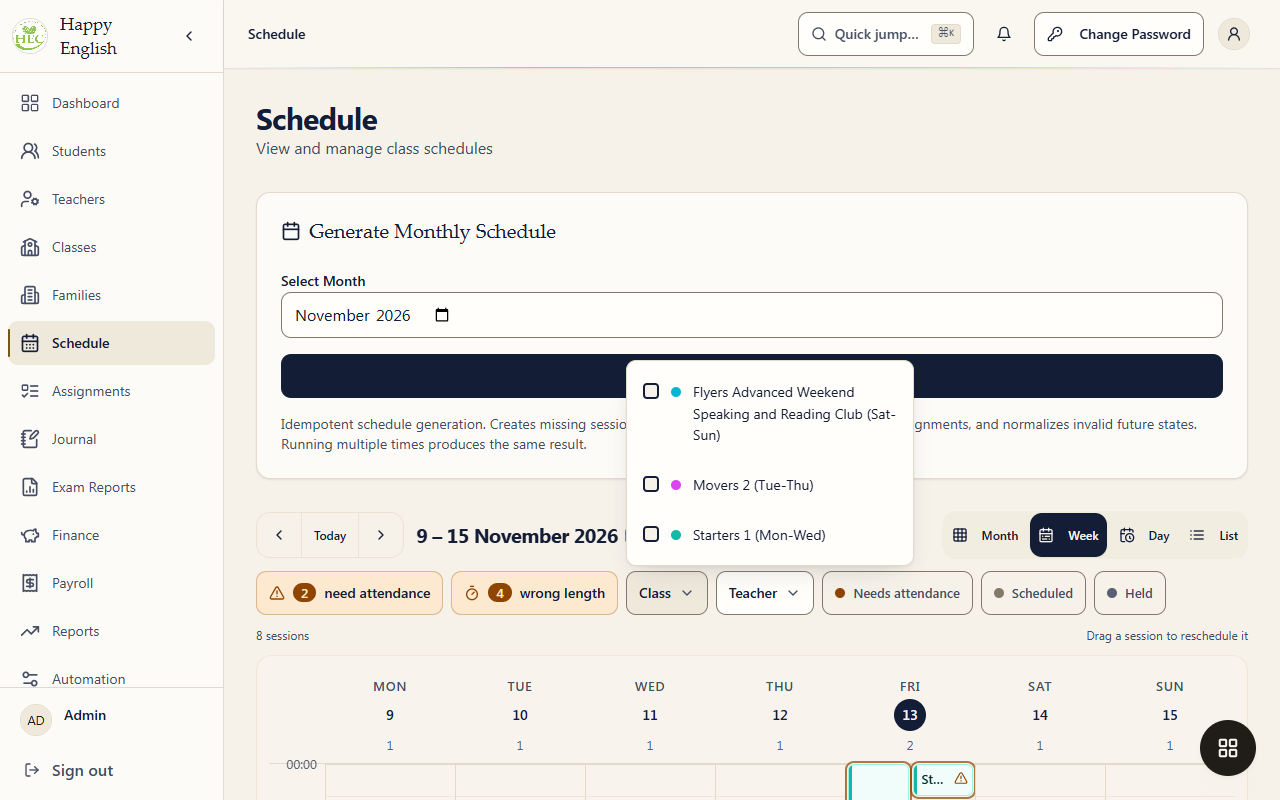 HEC
Happy
English
Schedule
Quick jump...
⌘K
Change Password
Dashboard
Students
Teachers
Classes
Families
Schedule
Assignments
Journal
Exam Reports
Finance
Payroll
Reports
Automation
AD
Admin
Sign out
Schedule
View and manage class schedules
Generate Monthly Schedule
Select Month
November 2026
Idempotent schedule generation. Creates missing
gnments, and normalizes invalid future states.
Running multiple times produces the same result.
Flyers Advanced Weekend
Speaking and Reading Club (Sat-
Sun)
Movers 2 (Tue-Thu)
Starters 1 (Mon-Wed)
Today
9 – 15 November 2026
Month
Week
Day
List
2 need attendance
4 wrong length
Class
Teacher
Needs attendance
Scheduled
Held
8 sessions
Drag a session to reschedule it
MON TUE WED THU FRI SAT SUN
9 10 11 12 13 14 15
1 1 1 1 2 1 1
00:00
St...